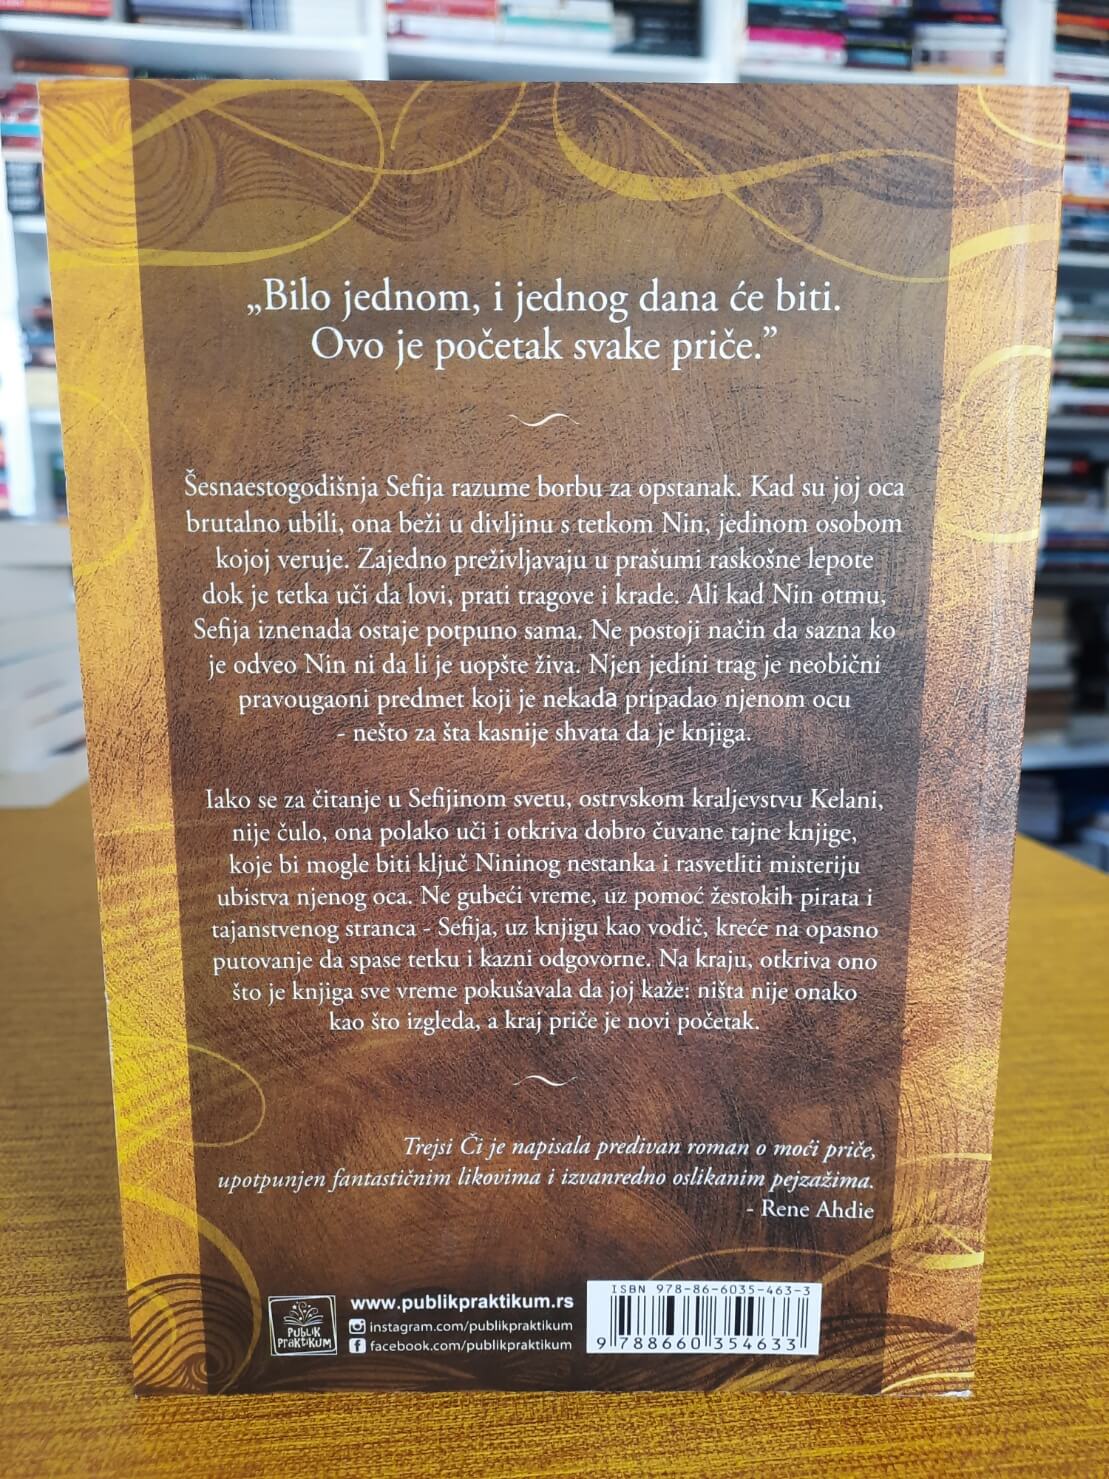 „Bilo jednom, i jednog dana će biti.
Ovo je početak svake priče.”
Šesnaestogodišnja Sefija razume borbu za opstanak. Kad su joj oca
brutalno ubili, ona beži u divljinu s tetkom Nin, jedinom osobom
kojoj veruje. Zajedno preživljavaju u prašumi raskošne lepote
dok je tetka uči da lovi, prati tragove i krade. Ali kad Nin otmu,
Sefija iznenada ostaje potpuno sama. Ne postoji način da sazna ko
je odveo Nin ni da li je uopšte živa. Njen jedini trag je neobični
pravougaoni predmet koji je nekada pripadao njenom ocu
- nešto za šta kasnije shvata da je knjiga.
Iako se za čitanje u Sefijinom svetu, ostrvskom kraljevstvu Kelani,
nije čulo, ona polako uči i otkriva dobro čuvane tajne knjige,
koje bi mogle biti ključ Nininog nestanka i rasvetliti misteriju
ubistva njenog oca. Ne gubeći vreme, uz pomoć žestokih pirata i
tajanstvenog stranca - Sefija, uz knjigu kao vodič, kreće na opasno
putovanje da spase tetku i kazni odgovorne. Na kraju, otkriva ono
što je knjiga sve vreme pokušavala da joj kaže: ništa nije onako
kao što izgleda, a kraj priče je novi početak.
Trejsi Či je napisala predivan roman o moći priče,
upotpunjen fantastičnim likovima i izvanredno oslikanim pejzažima.
- Rene Ahdie
PUBLIK
PRAKTIKUM
www.publikpraktikum.rs
instagram.com/publikpraktikum
facebook.com/publikpraktikum
ISBN 978-86-6035-463-3
9 788660 354633